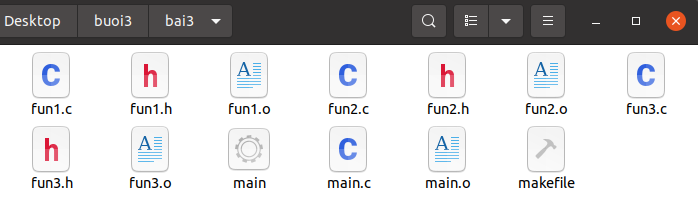 Desktop buoi3 bai3
fun1.c fun1.h fun1.o fun2.c fun2.h fun2.o fun3.c
fun3.h fun3.o main main.c main.o makefile